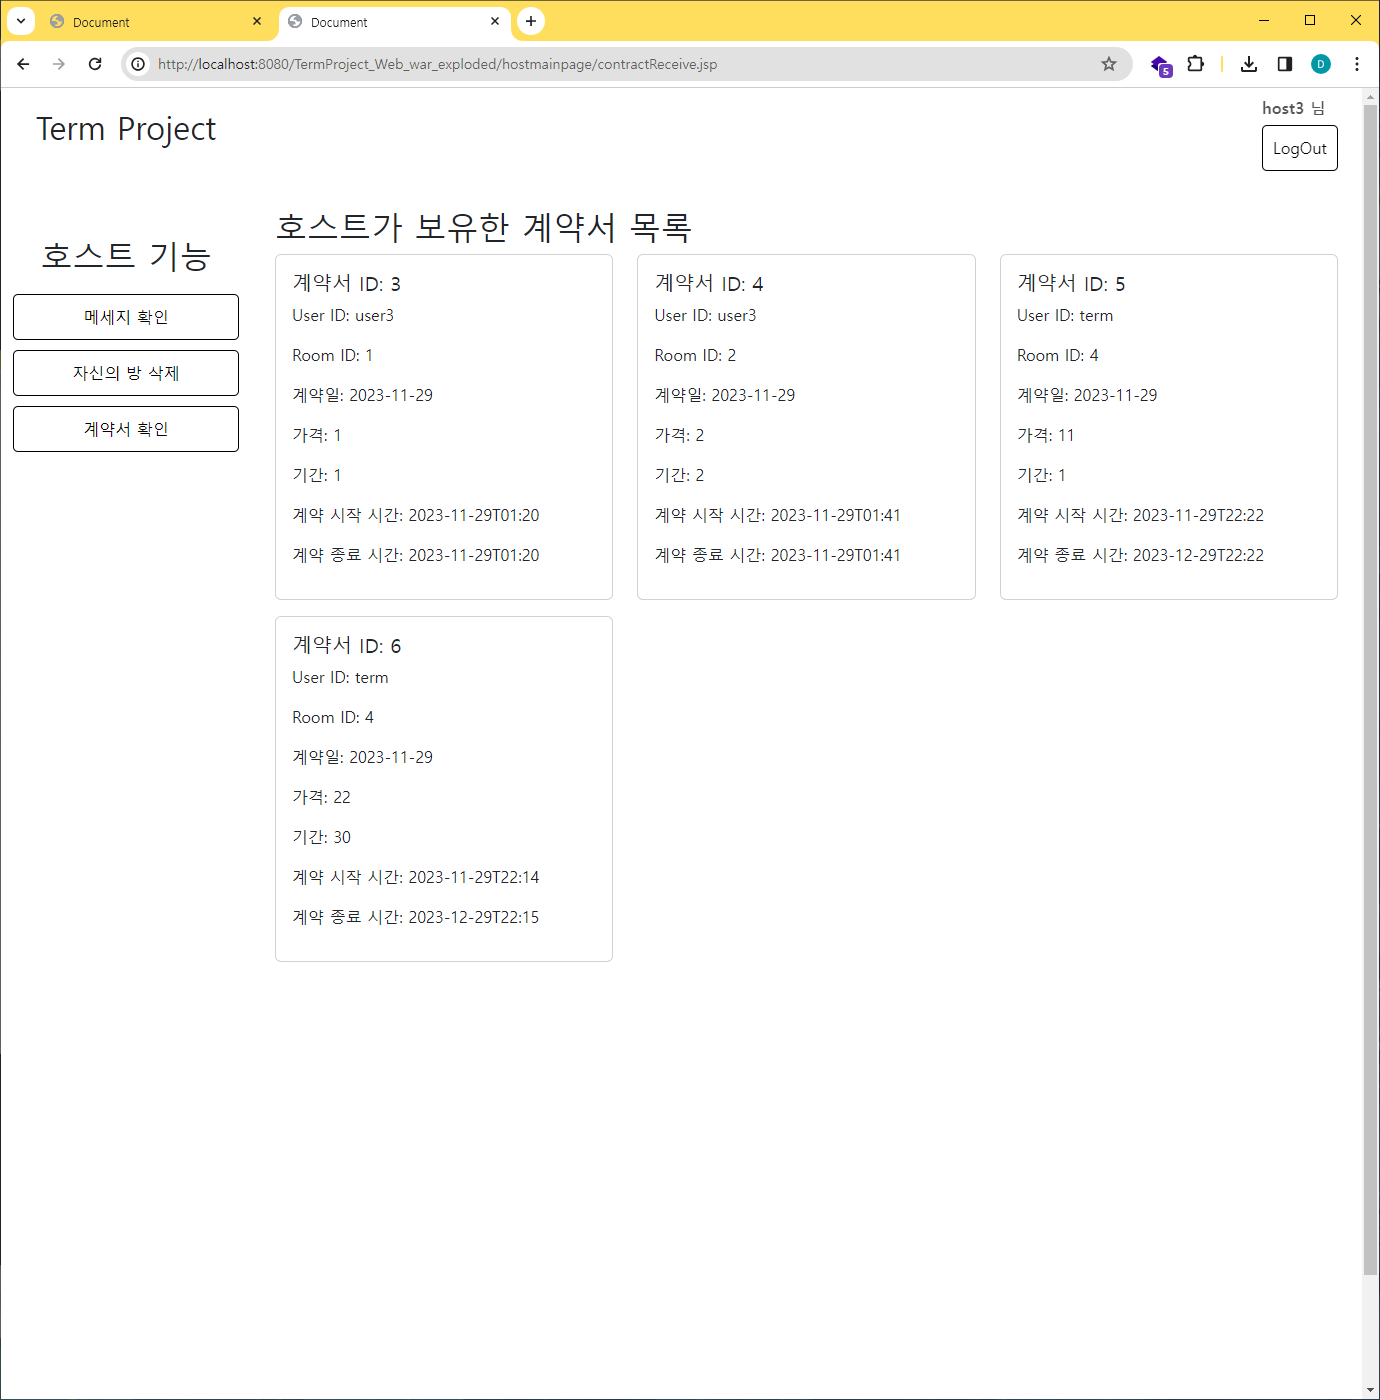 Document
Document
http://localhost:8080/TermProject_Web_war_exploded/hostmainpage/contractReceive.jsp
5
D
Term Project
host3 님
LogOut
호스트 기능
메세지 확인
자신의 방 삭제
계약서 확인
호스트가 보유한 계약서 목록
계약서 ID: 3
User ID: user3
Room ID: 1
계약일: 2023-11-29
가격: 1
기간: 1
계약 시작 시간: 2023-11-29T01:20
계약 종료 시간: 2023-11-29T01:20
계약서 ID: 4
User ID: user3
Room ID: 2
계약일: 2023-11-29
가격: 2
기간: 2
계약 시작 시간: 2023-11-29T01:41
계약 종료 시간: 2023-11-29T01:41
계약서 ID: 5
User ID: term
Room ID: 4
계약일: 2023-11-29
가격: 11
기간: 1
계약 시작 시간: 2023-11-29T22:22
계약 종료 시간: 2023-12-29T22:22
계약서 ID: 6
User ID: term
Room ID: 4
계약일: 2023-11-29
가격: 22
기간: 30
계약 시작 시간: 2023-11-29T22:14
계약 종료 시간: 2023-12-29T22:15